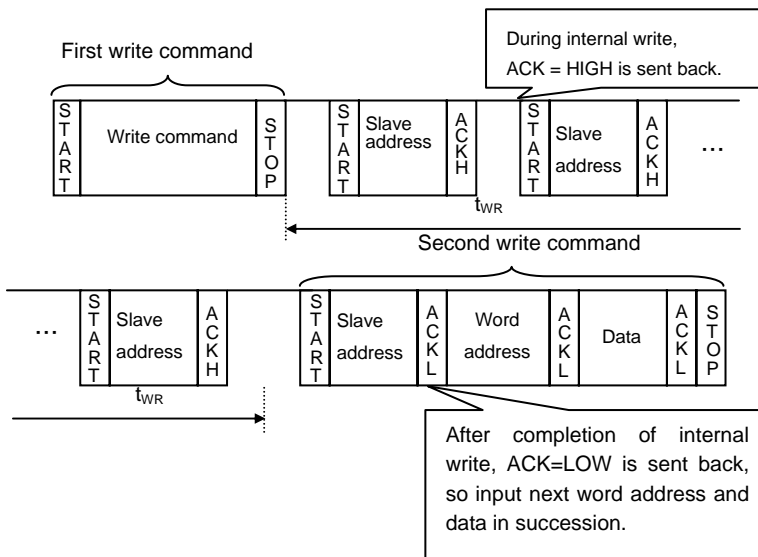 First write command
During internal write,
ACK = HIGH is sent back.
START
Write command
STOP
START
Slave
address
ACKH
START
Slave
address
ACKH
...
tWR
Second write command
...
START
Slave
address
ACKH
START
Slave
address
ACKL
Word
address
ACKL
Data
ACKL
STOP
tWR
After completion of internal
write, ACK=LOW is sent back,
so input next word address and
data in succession.